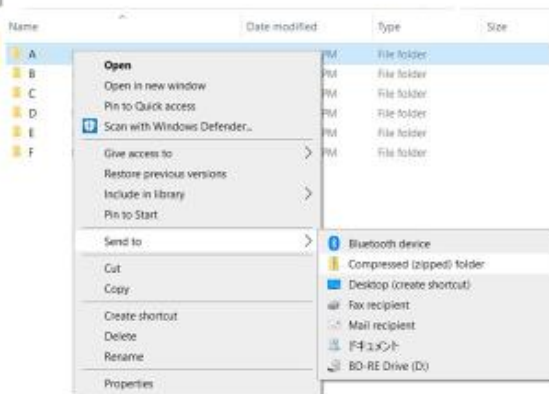 Name Date modified Type Size
A PM File folder
B PM File folder
C PM File folder
D PM File folder
E PM File folder
F PM File folder
Open
Open in new window
Pin to Quick access
Scan with Windows Defender...
Give access to
Restore previous versions
Include in library
Pin to Start
Send to
Cut
Copy
Create shortcut
Delete
Rename
Properties
Bluetooth device
Compressed (zipped) folder
Desktop (create shortcut)
Fax recipient
Mail recipient
ドキュメント
BD-RE Drive (D:)